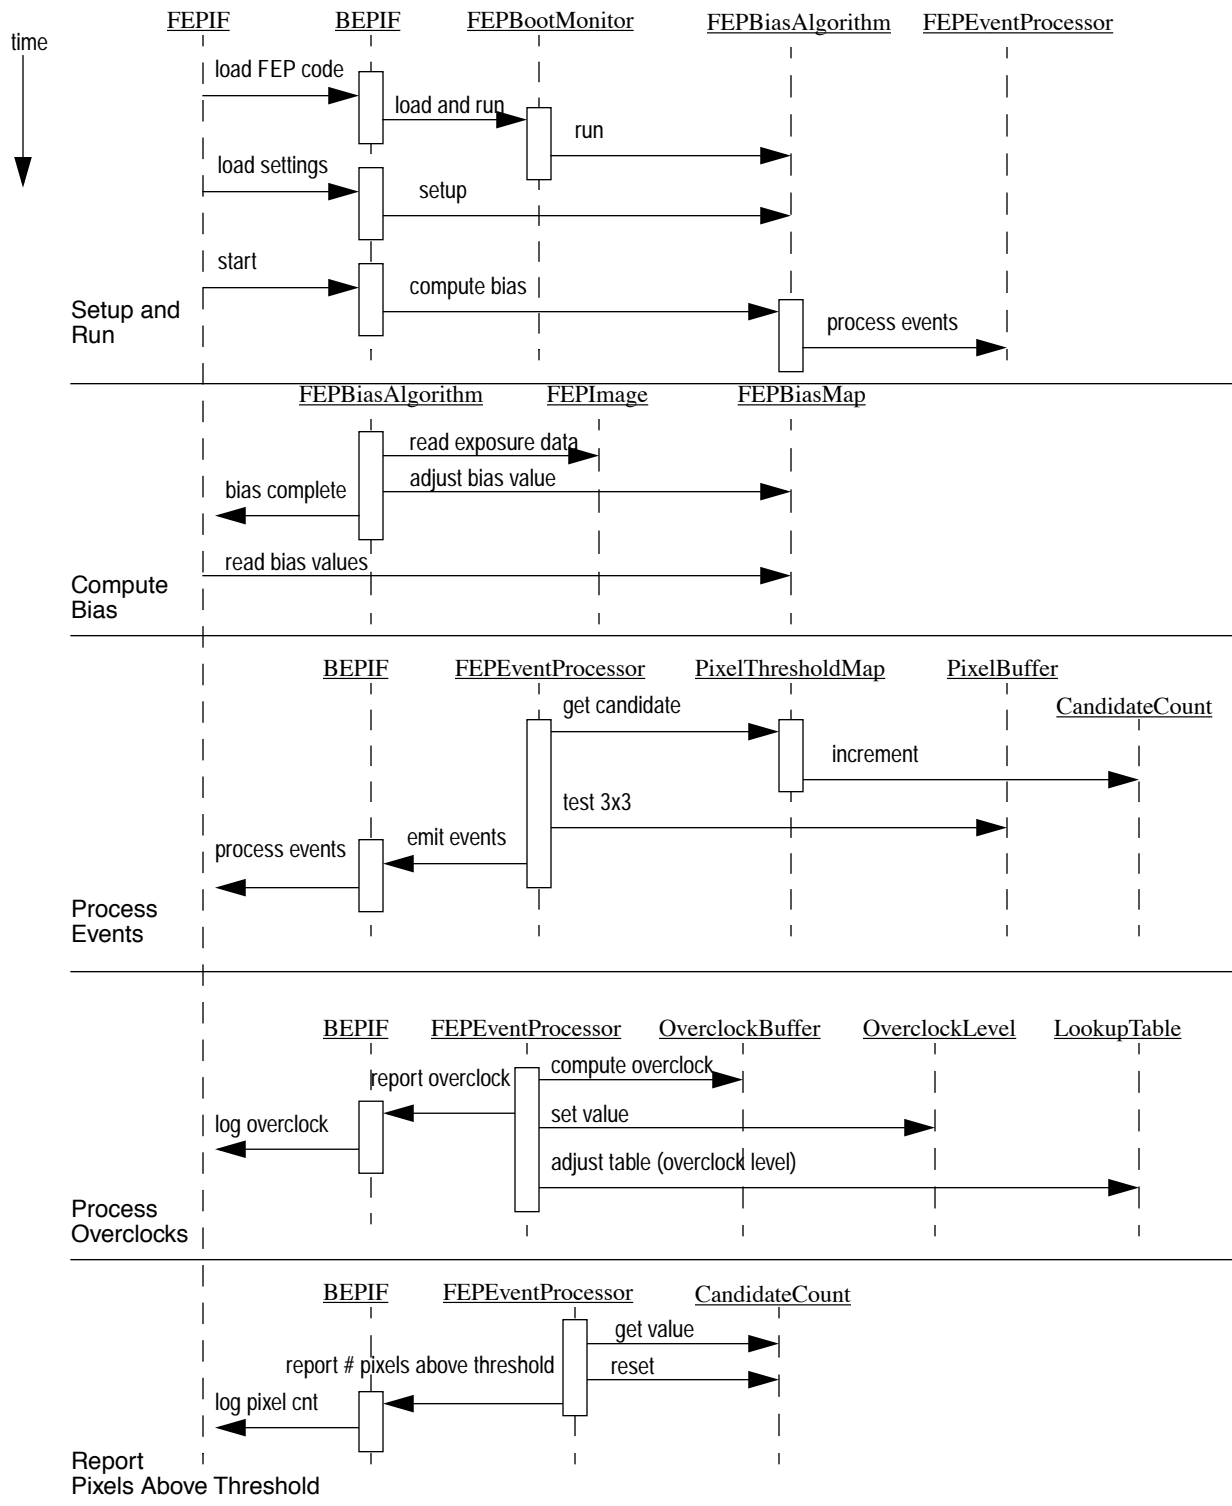 FEPIF BEPIF FEPBootMonitor FEPBiasAlgorithm FEPEventProcessor
time
load FEP code
load and run
run
load settings
setup
start
compute bias
process events
Setup and
Run
FEPBiasAlgorithm FEPImage FEPBiasMap
read exposure data
adjust bias value
bias complete
read bias values
Compute
Bias
BEPIF FEPEventProcessor PixelThresholdMap PixelBuffer
CandidateCount
get candidate
increment
test 3x3
emit events
process events
Process
Events
BEPIF FEPEventProcessor OverclockBuffer OverclockLevel LookupTable
compute overclock
report overclock
set value
log overclock
adjust table (overclock level)
Process
Overclocks
BEPIF FEPEventProcessor CandidateCount
get value
report # pixels above threshold
reset
log pixel cnt
Report
Pixels Above Threshold